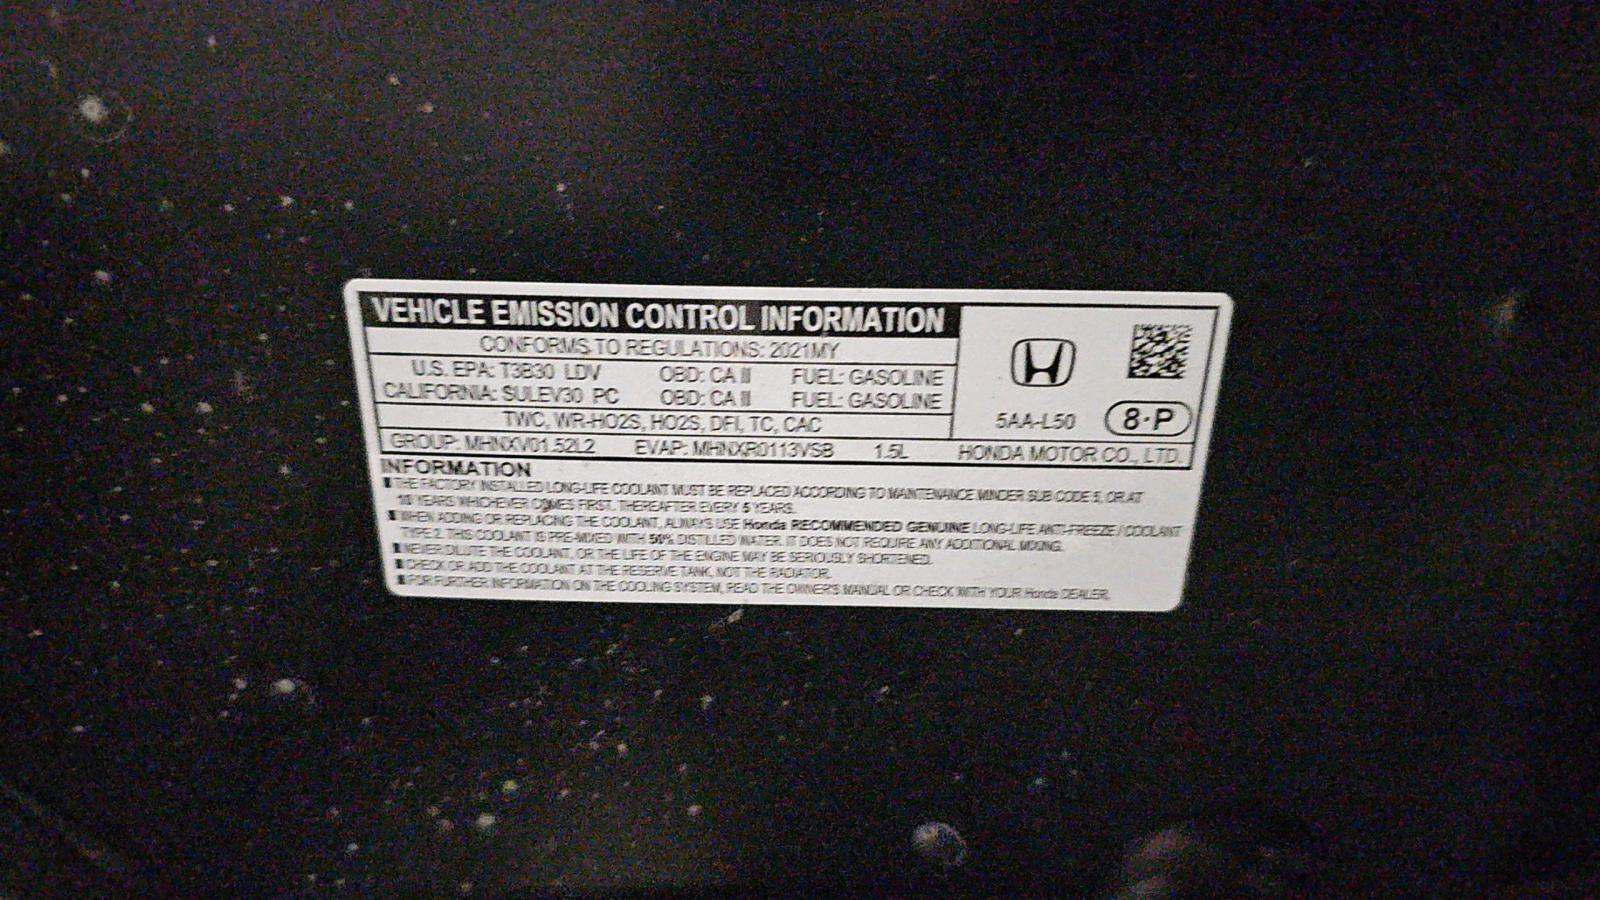 VEHICLE EMISSION CONTROL INFORMATION
CONFORMS TO REGULATIONS: 2021MY
U.S. EPA: T3B30 LDV OBD: CA II FUEL: GASOLINE
CALIFORNIA: SULEV30 PC OBD: CA II FUEL: GASOLINE
TWC, WR-HO2S, HO2S, DFI, TC, CAC
5AA-L50 8·P
GROUP: MHNXV01.52L2 EVAP: MHNXR0113VSB 1.5L HONDA MOTOR CO., LTD.
INFORMATION
THE FACTORY INSTALLED LONG-LIFE COOLANT MUST BE REPLACED ACCORDING TO MAINTENANCE MINDER SUB CODE 5, OR AT
10 YEARS WHICHEVER COMES FIRST. THEREAFTER EVERY 5 YEARS.
WHEN ADDING OR REPLACING THE COOLANT, ALWAYS USE Honda RECOMMENDED GENUINE LONG-LIFE ANTI-FREEZE / COOLANT
TYPE 2. THIS COOLANT IS PRE-MIXED WITH 50% DISTILLED WATER. IT DOES NOT REQUIRE ANY ADDITIONAL MIXING.
NEVER DILUTE THE COOLANT, OR THE LIFE OF THE ENGINE MAY BE SERIOUSLY SHORTENED.
CHECK OR ADD THE COOLANT AT THE RESERVE TANK, NOT THE RADIATOR.
FOR FURTHER INFORMATION ON THE COOLING SYSTEM, READ THE OWNER'S MANUAL OR CHECK WITH YOUR Honda DEALER.